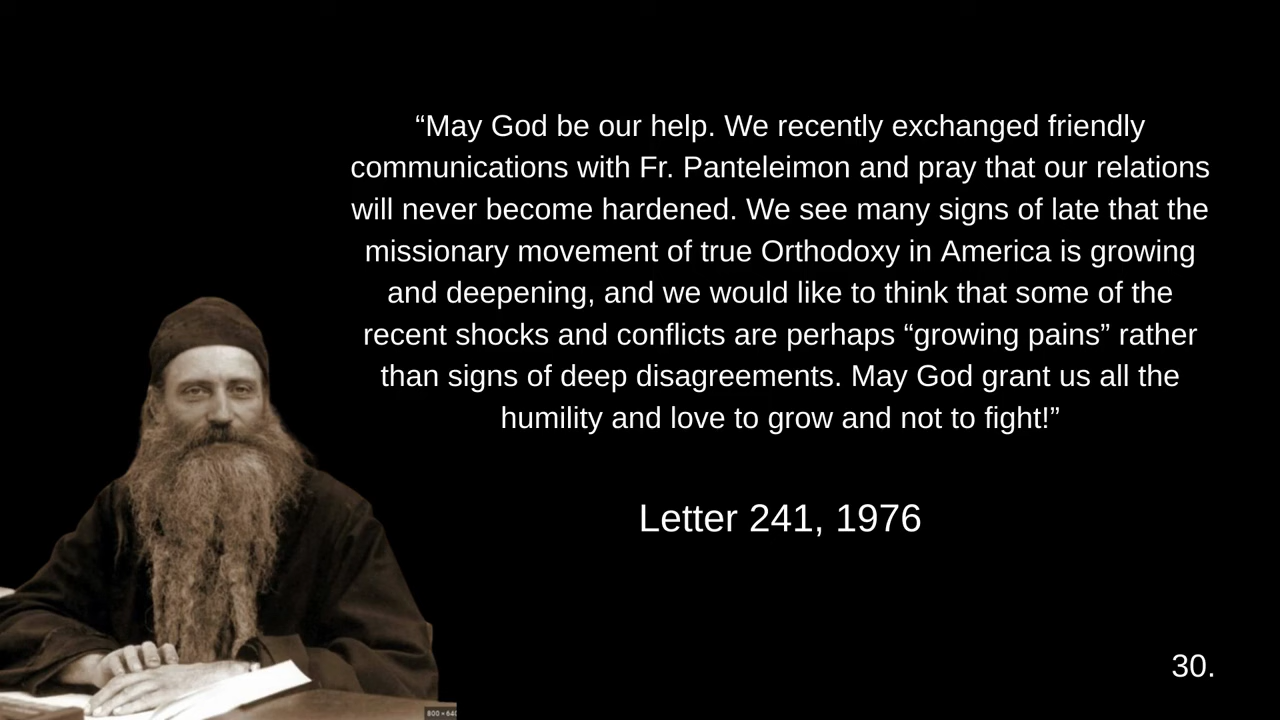 “May God be our help. We recently exchanged friendly
communications with Fr. Panteleimon and pray that our relations
will never become hardened. We see many signs of late that the
missionary movement of true Orthodoxy in America is growing
and deepening, and we would like to think that some of the
recent shocks and conflicts are perhaps “growing pains” rather
than signs of deep disagreements. May God grant us all the
humility and love to grow and not to fight!”
Letter 241, 1976
30.
800 × 640